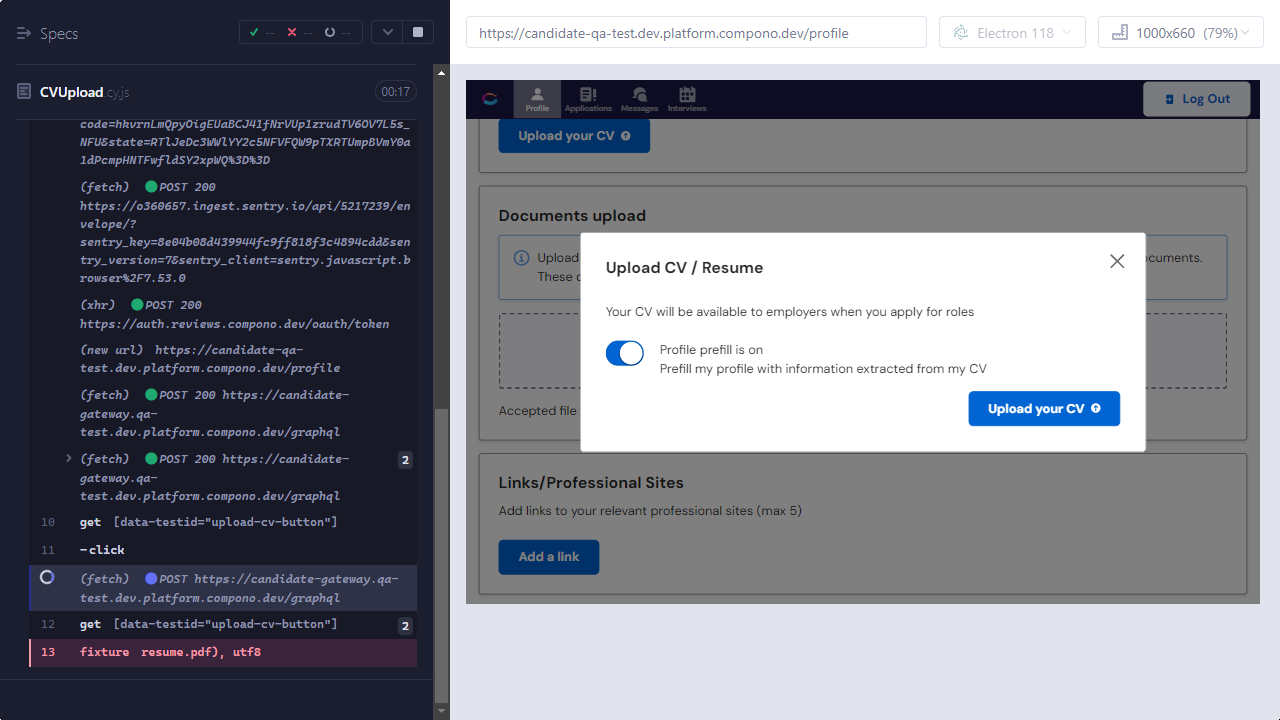 Specs
--
--
--
CVUpload.cy.js
00:17
code=hkvrnLmQpyOigEUaBCJ41fNrVUp1zrudTV6OV7L5s_
NFU&state=RTlJeDc3WWlYY2c5NFVFQW9pTXRTUmpBVmY0a
1dPcmpHNTFwfldSY2xpWQ%3D%3D
(fetch) POST 200
https://o360657.ingest.sentry.io/api/5217239/en
velope/?
sentry_key=8e04b08d439944fc9ff818f3c4894cdd&sen
try_version=7&sentry_client=sentry.javascript.b
rowser%2F7.53.0
(xhr) POST 200
https://auth.reviews.compono.dev/oauth/token
(new url) https://candidate-qa-
test.dev.platform.compono.dev/profile
(fetch) POST 200 https://candidate-
gateway.qa-
test.dev.platform.compono.dev/graphql
(fetch) POST 200 https://candidate-
gateway.qa-
test.dev.platform.compono.dev/graphql
2
10 get [data-testid="upload-cv-button"]
11 -click
(fetch) POST https://candidate-gateway.qa-
test.dev.platform.compono.dev/graphql
12 get [data-testid="upload-cv-button"] 2
13 fixture resume.pdf), utf8
https://candidate-qa-test.dev.platform.compono.dev/profile
Electron 118
1000x660 (79%)
Profile
Applications
Messages
Interviews
Log Out
Upload your CV
Documents upload
Upload
These
Accepted file
Upload CV / Resume
Your CV will be available to employers when you apply for roles
Profile prefill is on
Prefill my profile with information extracted from my CV
Upload your CV
Links/Professional Sites
Add links to your relevant professional sites (max 5)
Add a link